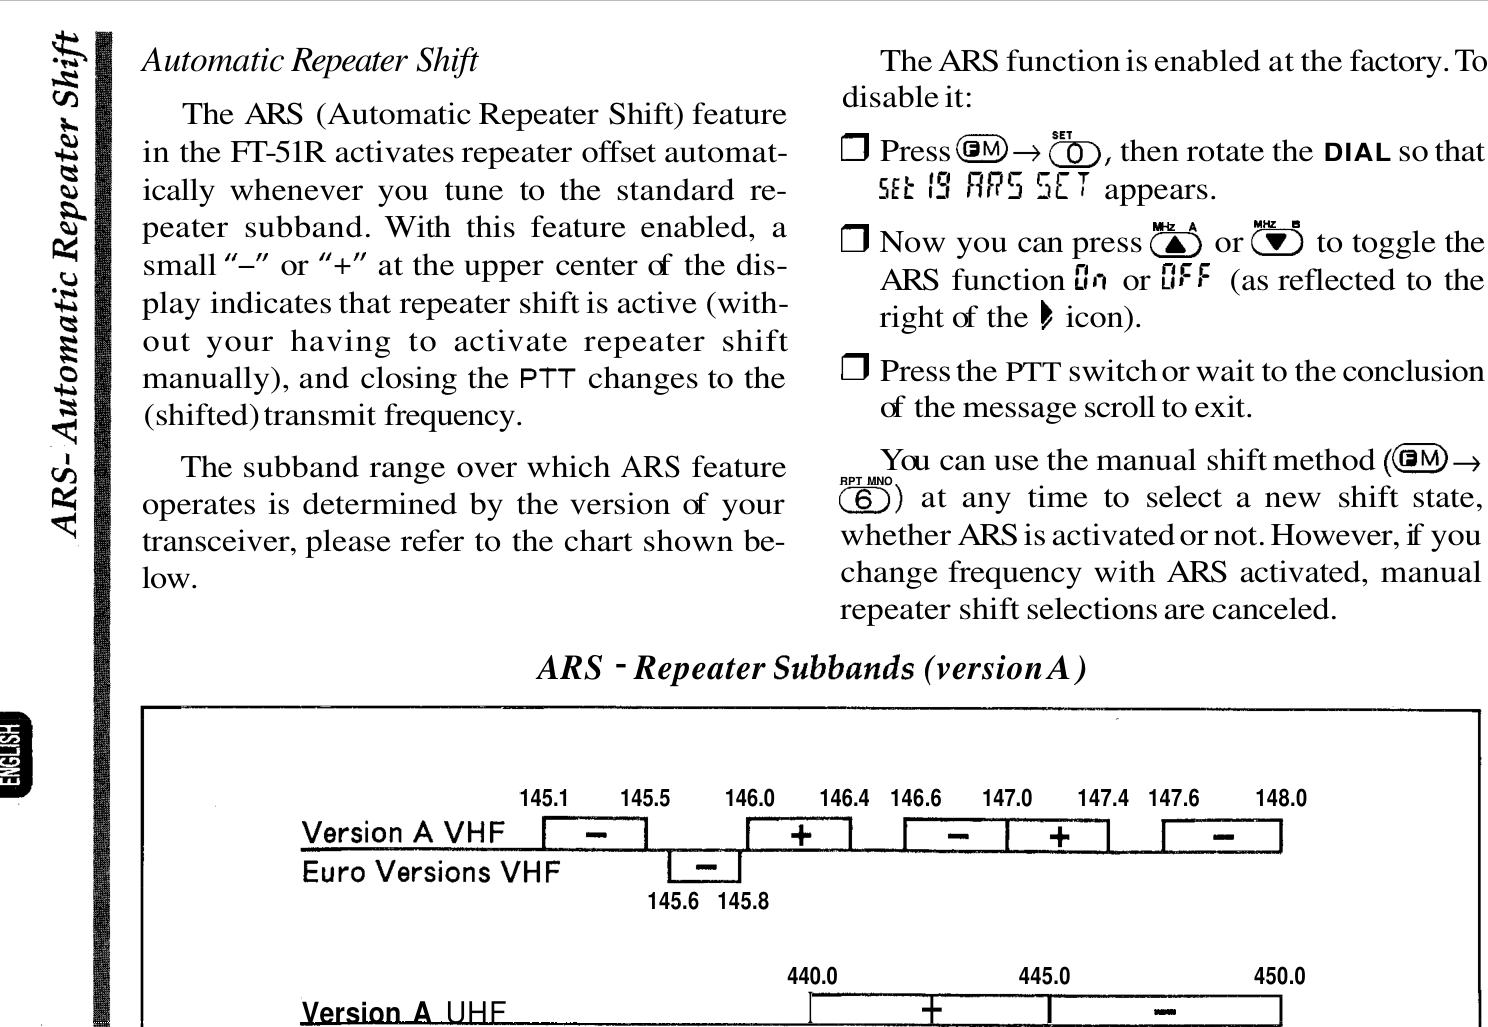 ARS-Automatic Repeater Shift
ENGLISH
Automatic Repeater Shift
The ARS (Automatic Repeater Shift) feature
in the FT-51R activates repeater offset automat-
ically whenever you tune to the standard re-
peater subband. With this feature enabled, a
small “–” or “+” at the upper center of the dis-
play indicates that repeater shift is active (with-
out your having to activate repeater shift
manually), and closing the PTT changes to the
(shifted) transmit frequency.
The subband range over which ARS feature
operates is determined by the version of your
transceiver, please refer to the chart shown be-
low.
The ARS function is enabled at the factory. To
disable it:
❒ Press FM → SET 0, then rotate the DIAL so that
SEt 19 ARS SET appears.
❒ Now you can press MHz A ▲ or MHz B ▼ to toggle the
ARS function On or OFF (as reflected to the
right of the icon).
❒ Press the PTT switch or wait to the conclusion
of the message scroll to exit.
You can use the manual shift method (FM →
RPT MNO 6) at any time to select a new shift state,
whether ARS is activated or not. However, if you
change frequency with ARS activated, manual
repeater shift selections are canceled.
ARS - Repeater Subbands (version A)
145.1 145.5 146.0 146.4 146.6 147.0 147.4 147.6 148.0
Version A VHF − + − + −
Euro Versions VHF −
145.6 145.8
440.0 445.0 450.0
Version A UHF + −